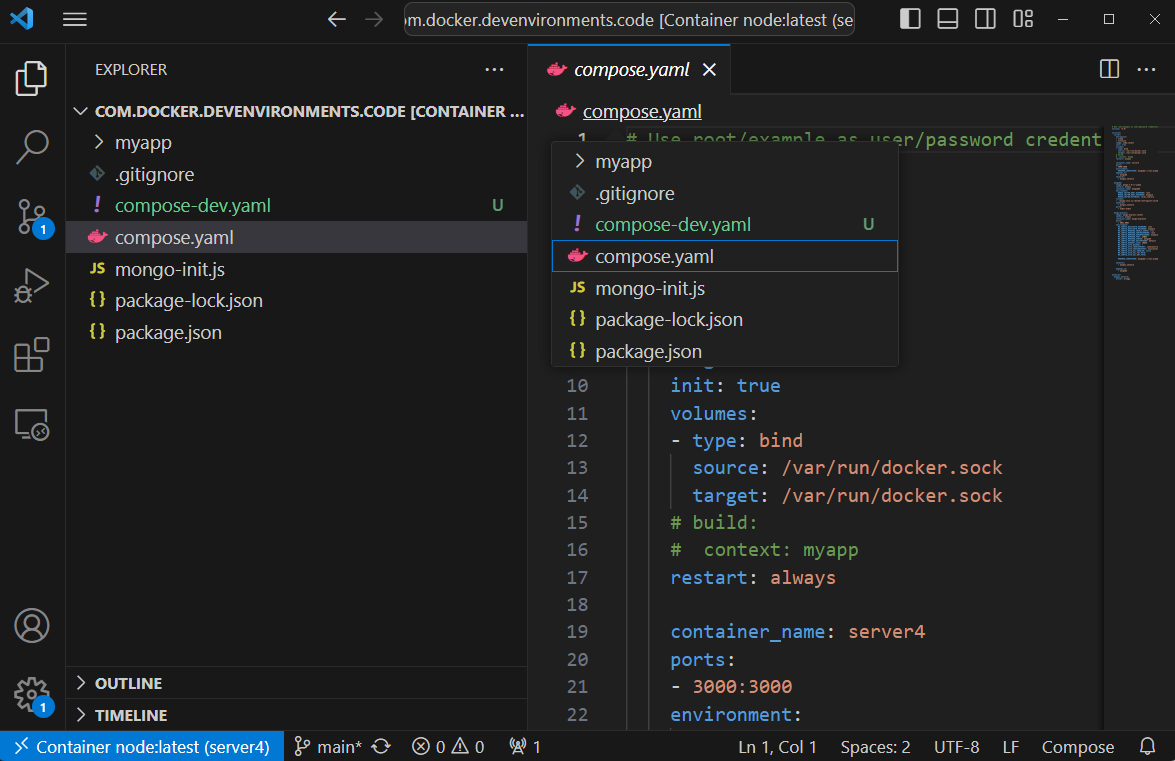 om.docker.devenvironments.code [Container node:latest (se
EXPLORER
COM.DOCKER.DEVENVIRONMENTS.CODE [CONTAINER ...
myapp
.gitignore
! compose-dev.yaml U
compose.yaml
JS mongo-init.js
{} package-lock.json
{} package.json
OUTLINE
TIMELINE
1
1
compose.yaml
compose.yaml
1 # Use root/example as user/password credent
myapp
.gitignore
! compose-dev.yaml U
compose.yaml
JS mongo-init.js
{} package-lock.json
{} package.json
10 init: true
11 volumes:
12 - type: bind
13 source: /var/run/docker.sock
14 target: /var/run/docker.sock
15 # build:
16 #  context: myapp
17 restart: always
18
19 container_name: server4
20 ports:
21 - 3000:3000
22 environment:
Container node:latest (server4) main* 0 0 1 Ln 1, Col 1 Spaces: 2 UTF-8 LF Compose